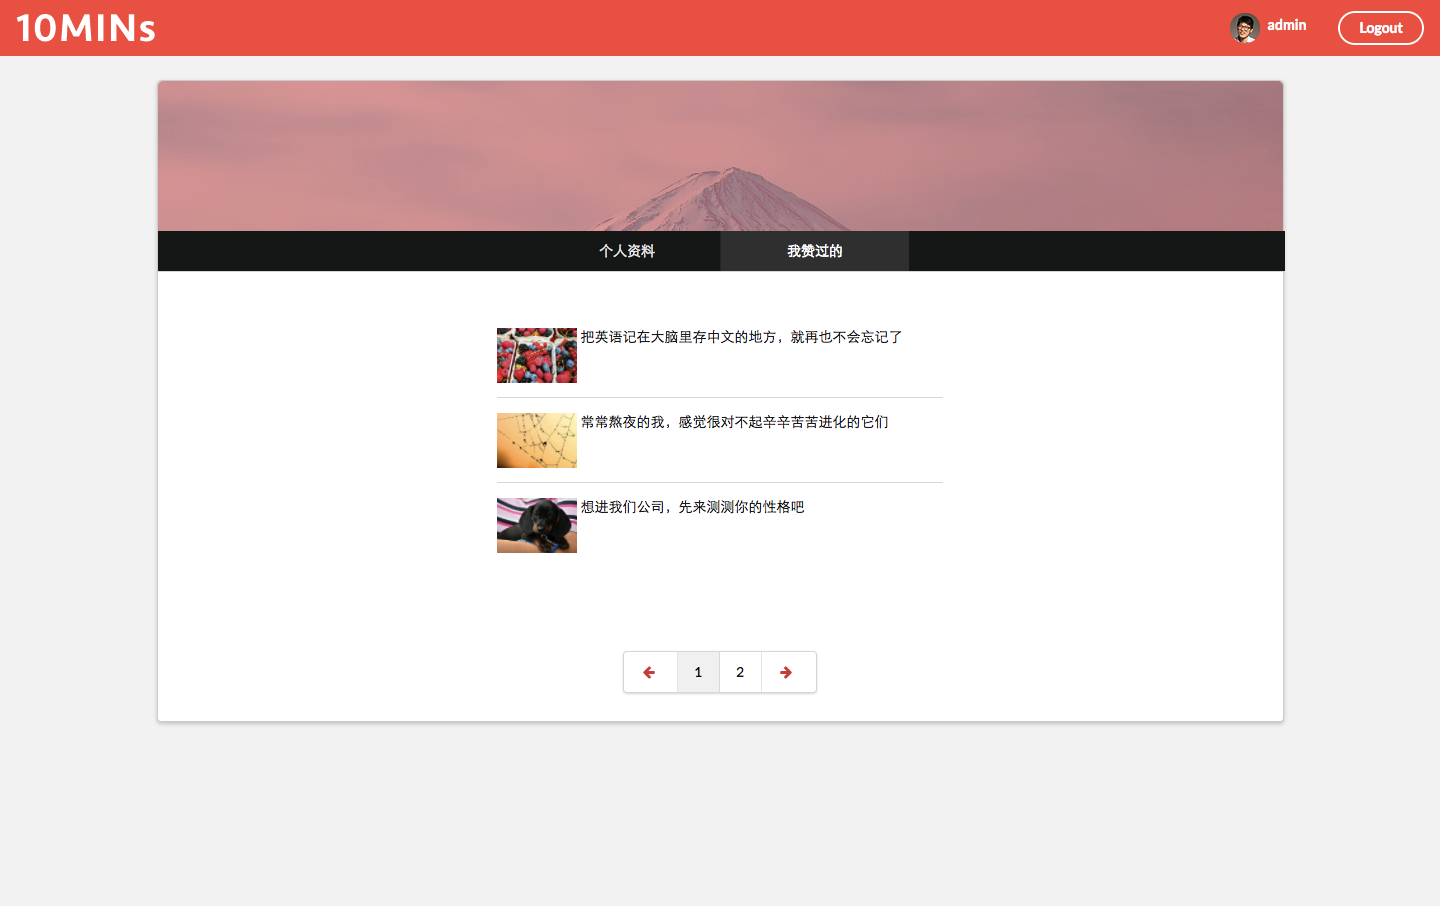 10MINs
admin
Logout
个人资料
我赞过的
把英语记在大脑里存中文的地方，就再也不会忘记了
常常熬夜的我，感觉很对不起辛辛苦苦进化的它们
想进我们公司，先来测测你的性格吧
1
2